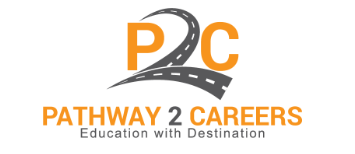 P2C
PATHWAY 2 CAREERS
Education with Destination